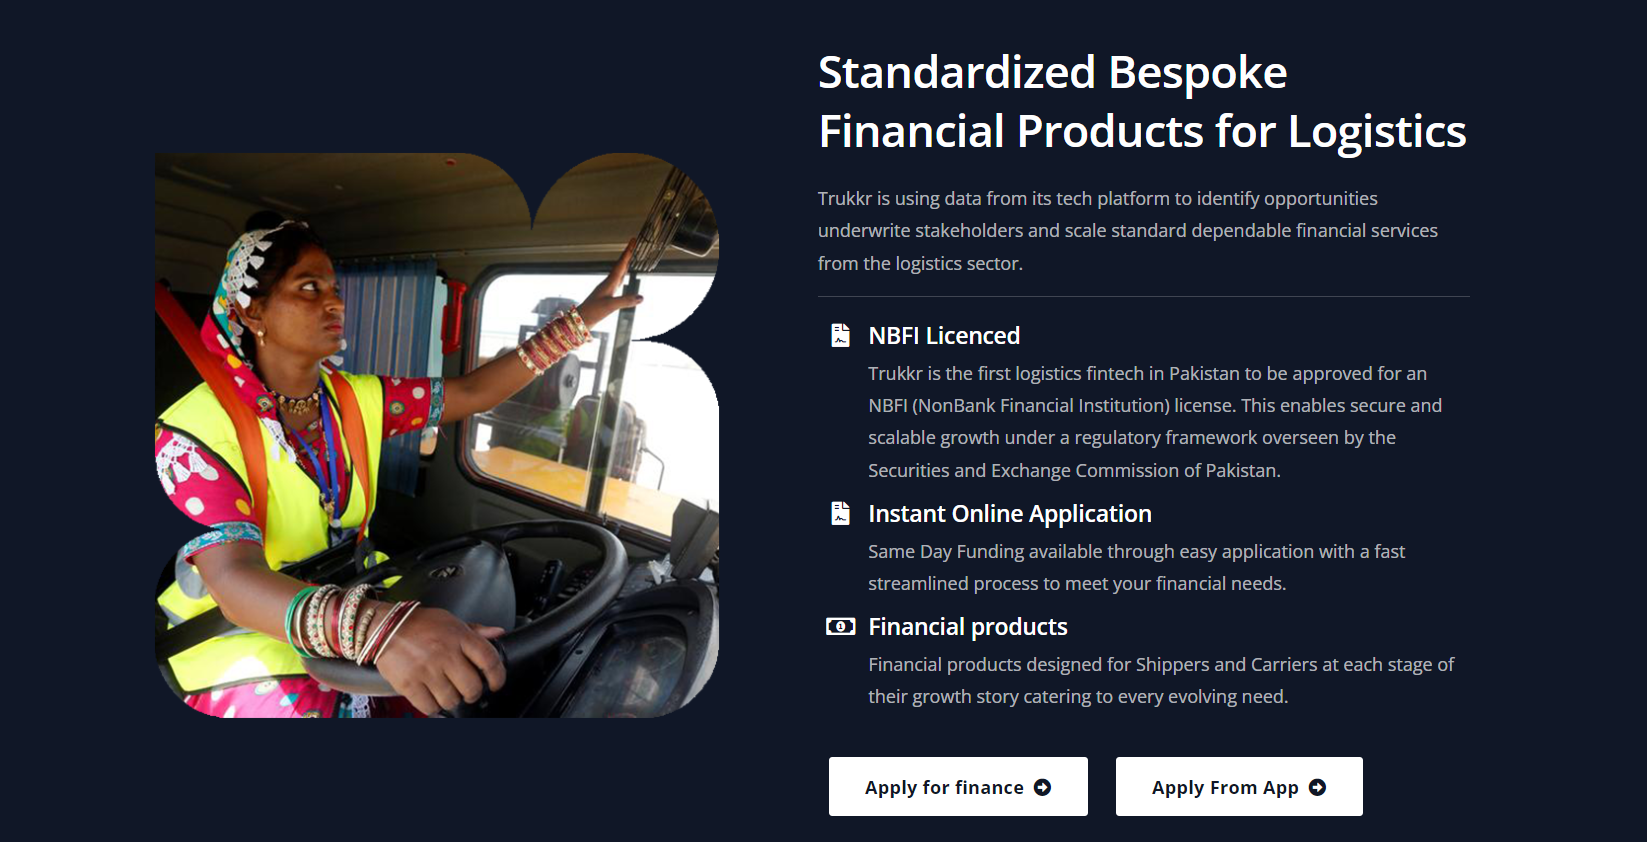 Standardized Bespoke
Financial Products for Logistics
Trukkr is using data from its tech platform to identify opportunities
underwrite stakeholders and scale standard dependable financial services
from the logistics sector.
NBFI Licenced
Trukkr is the first logistics fintech in Pakistan to be approved for an
NBFI (NonBank Financial Institution) license. This enables secure and
scalable growth under a regulatory framework overseen by the
Securities and Exchange Commission of Pakistan.
Instant Online Application
Same Day Funding available through easy application with a fast
streamlined process to meet your financial needs.
Financial products
Financial products designed for Shippers and Carriers at each stage of
their growth story catering to every evolving need.
Apply for finance
Apply From App